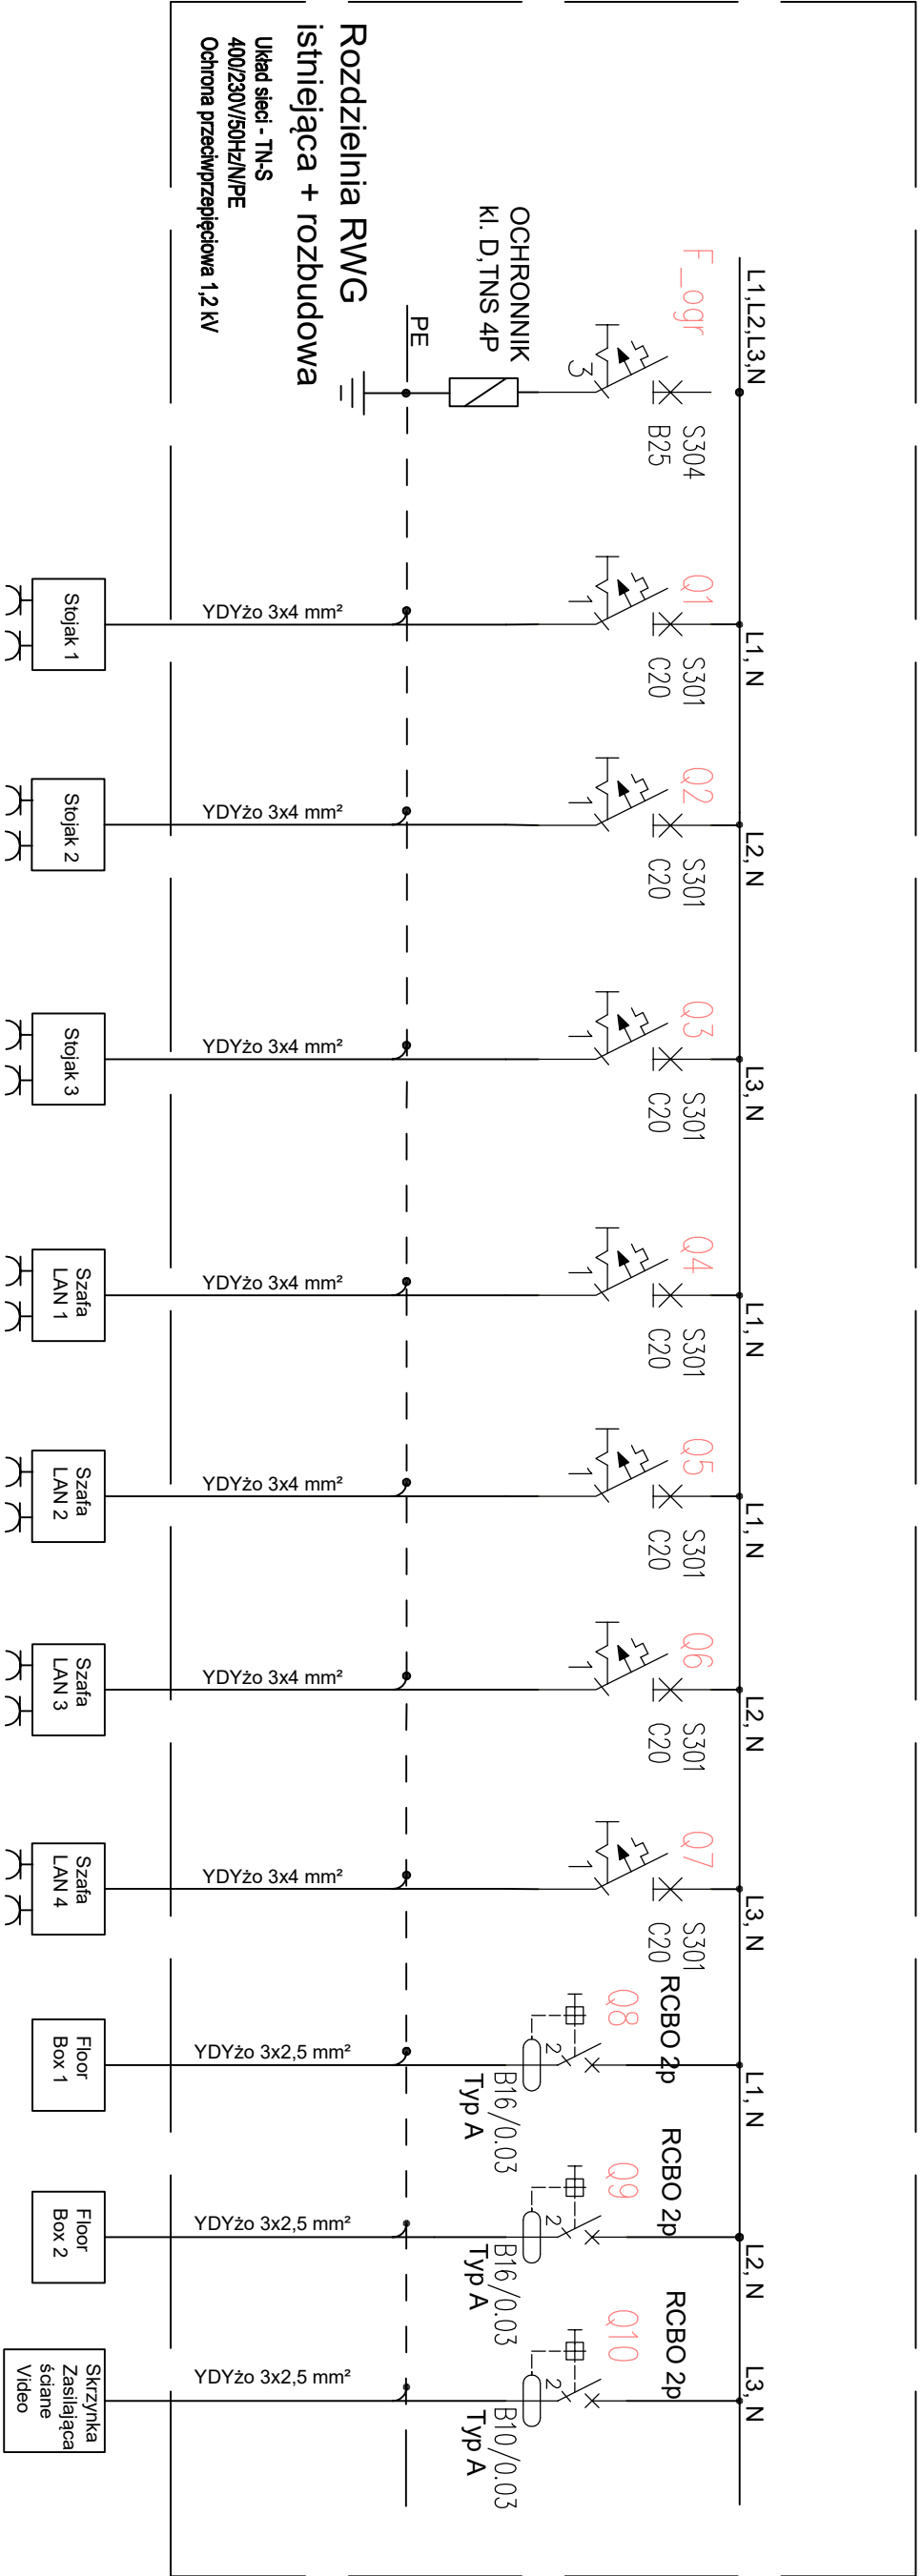 L1,L2,L3,N
F_ogr
S304
B25
3
OCHRONNIK
kl. D,TNS 4P
PE
Rozdzielnia RWG
istniejąca + rozbudowa
Układ sieci - TN-S
400/230V/50Hz/N/PE
Ochrona przeciwprzepięciowa 1,2 kV
L1, N
Q1
S301
C20
1
YDYżo 3x4 mm²
Stojak 1
L2, N
Q2
S301
C20
1
YDYżo 3x4 mm²
Stojak 2
L3, N
Q3
S301
C20
1
YDYżo 3x4 mm²
Stojak 3
L1, N
Q4
S301
C20
1
YDYżo 3x4 mm²
Szafa
LAN 1
L1, N
Q5
S301
C20
1
YDYżo 3x4 mm²
Szafa
LAN 2
L2, N
Q6
S301
C20
1
YDYżo 3x4 mm²
Szafa
LAN 3
L3, N
Q7
S301
C20
1
YDYżo 3x4 mm²
Szafa
LAN 4
L1, N
RCBO 2p
Q8
2
B16/0.03
Typ A
YDYżo 3x2,5 mm²
Floor
Box 1
L2, N
RCBO 2p
Q9
2
B16/0.03
Typ A
YDYżo 3x2,5 mm²
Floor
Box 2
L3, N
RCBO 2p
Q10
2
B10/0.03
Typ A
YDYżo 3x2,5 mm²
Skrzynka
Zasilająca
ściane
Video